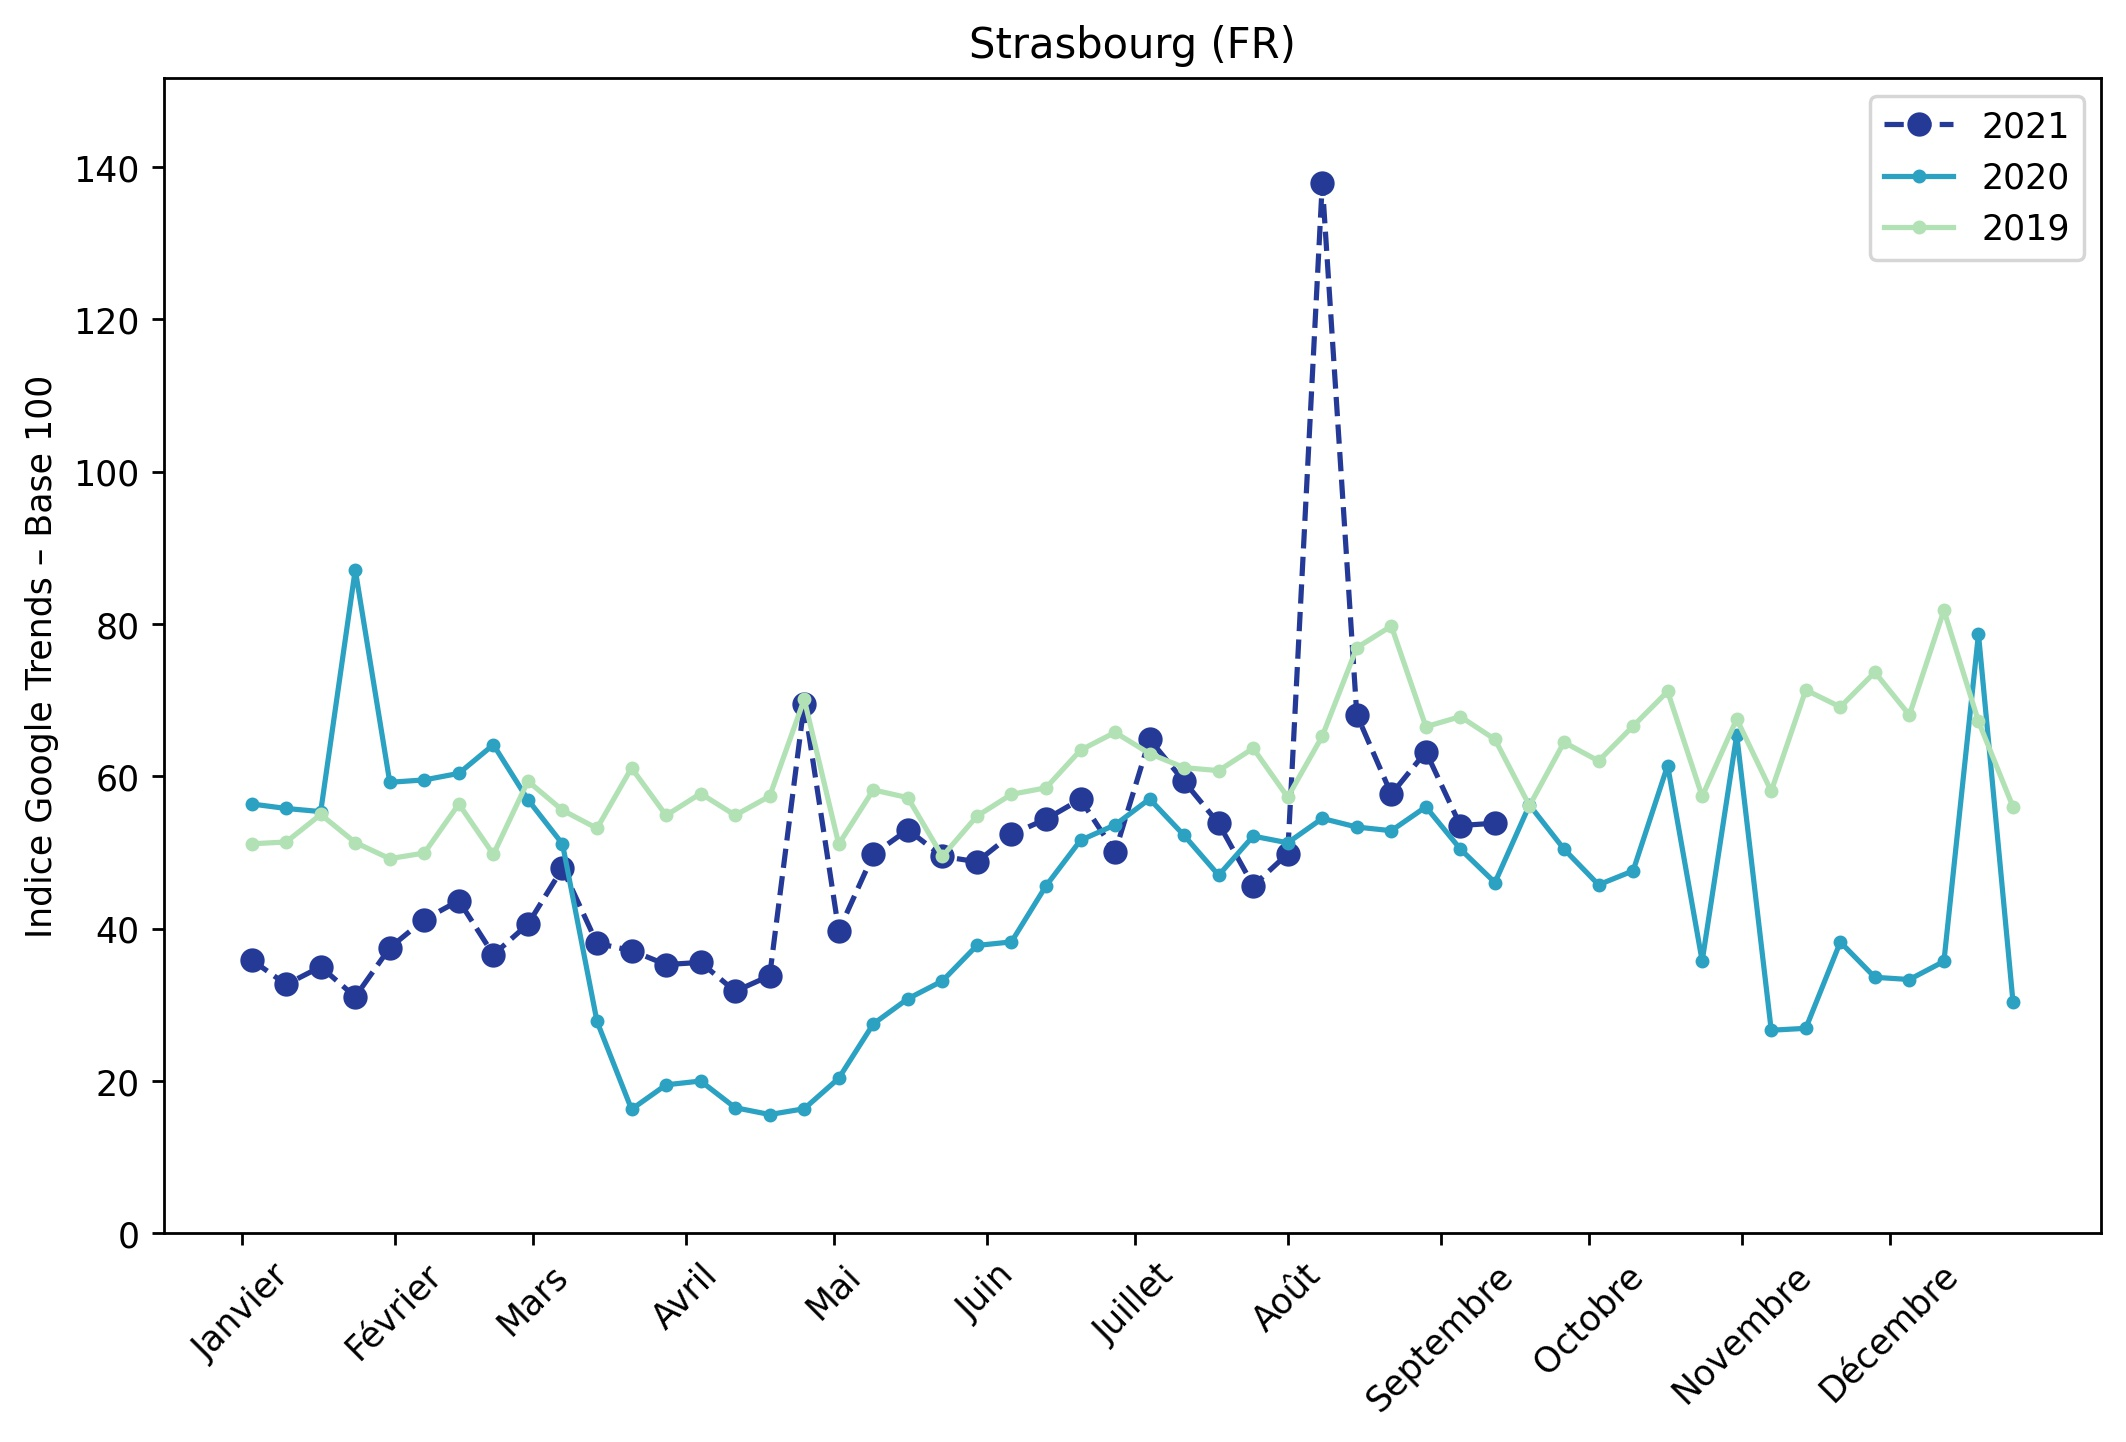 Strasbourg (FR)
Indice Google Trends – Base 100
140
120
100
80
60
40
20
0
2021
2020
2019
Janvier
Février
Mars
Avril
Mai
Juin
Juillet
Août
Septembre
Octobre
Novembre
Décembre